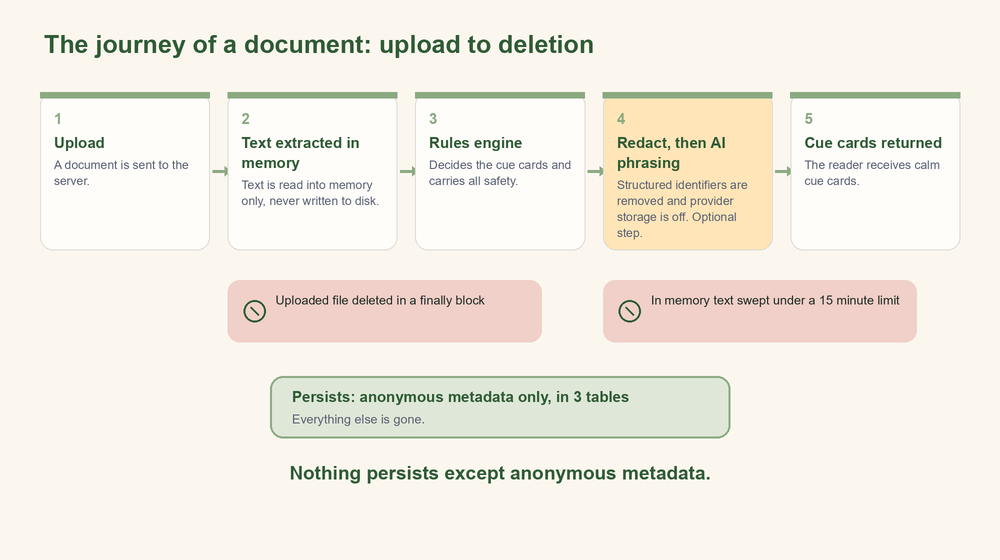 The journey of a document: upload to deletion
1
Upload
A document is sent to the
server.
2
Text extracted in
memory
Text is read into memory
only, never written to disk.
3
Rules engine
Decides the cue cards and
carries all safety.
4
Redact, then AI
phrasing
Structured identifiers are
removed and provider
storage is off. Optional
step.
5
Cue cards returned
The reader receives calm
cue cards.
Uploaded file deleted in a finally block
In memory text swept under a 15 minute limit
Persists: anonymous metadata only, in 3 tables
Everything else is gone.
Nothing persists except anonymous metadata.